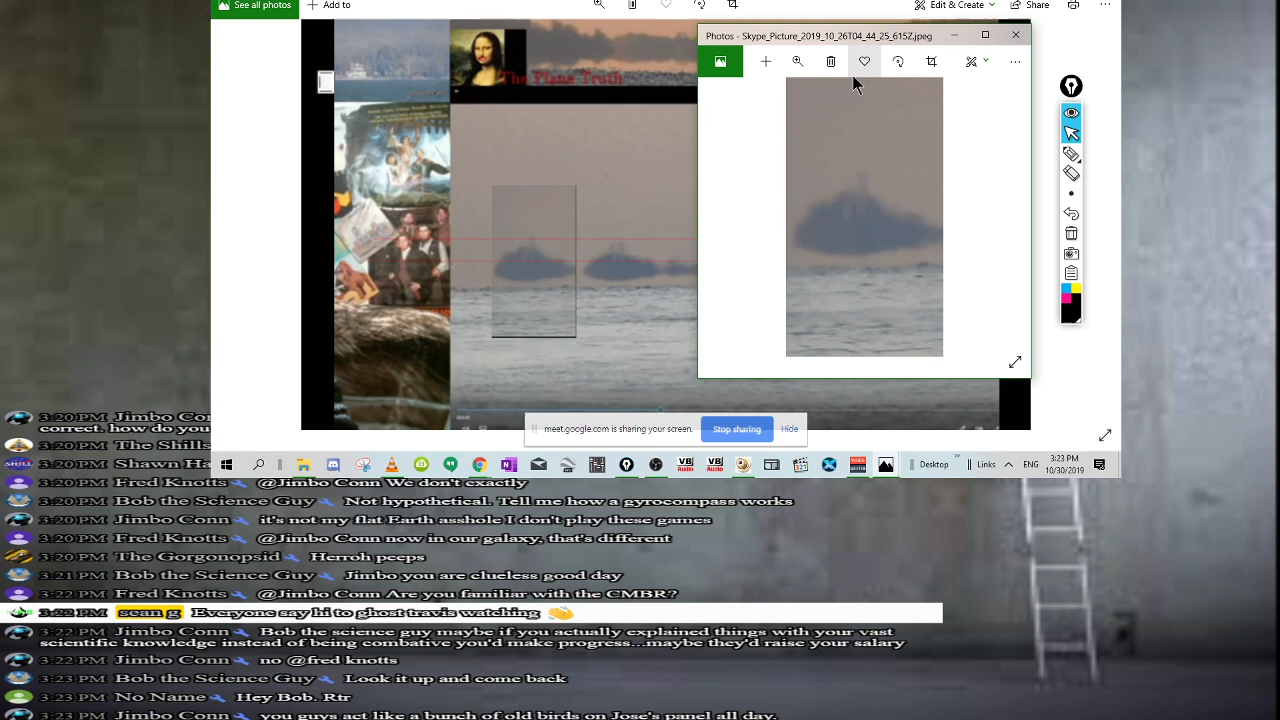 See all photos
Add to
Edit & Create
Share
Photos - Skype_Picture_2019_10_26T04_44_25_615Z.jpeg
The Plane Truth
meet.google.com is sharing your screen.
Stop sharing
Hide
Desktop
Links
ENG
3:23 PM
10/30/2019
3:20 PM Jimbo Con
correct. how do you
3:20 PM The Shills
3:20 PM Shawn Ha
3:20 PM Fred Knotts @Jimbo Conn We don't exactly
3:20 PM Bob the Science Guy Not hypothetical. Tell me how a gyrocompass works
3:20 PM Jimbo Conn it's not my flat Earth asshole I don't play these games
3:20 PM Fred Knotts @Jimbo Conn now in our galaxy, that's different
3:20 PM The Gorgonopsid Herroh peeps
3:21 PM Bob the Science Guy Jimbo you are clueless good day
3:22 PM Fred Knotts @Jimbo Conn Are you familiar with the CMBR?
3:22 PM sean g Everyone say hi to ghost travis watching 👋
3:22 PM Jimbo Conn Bob the science guy maybe if you actually explained things with your vast
scientific knowledge instead of being combative you'd make progress...maybe they'd raise your salary
3:22 PM Jimbo Conn no @fred knotts
3:23 PM Bob the Science Guy Look it up and come back
3:23 PM No Name Hey Bob. Rtr
3:23 PM Jimbo Conn you guys act like a bunch of old birds on Jose's panel all day.